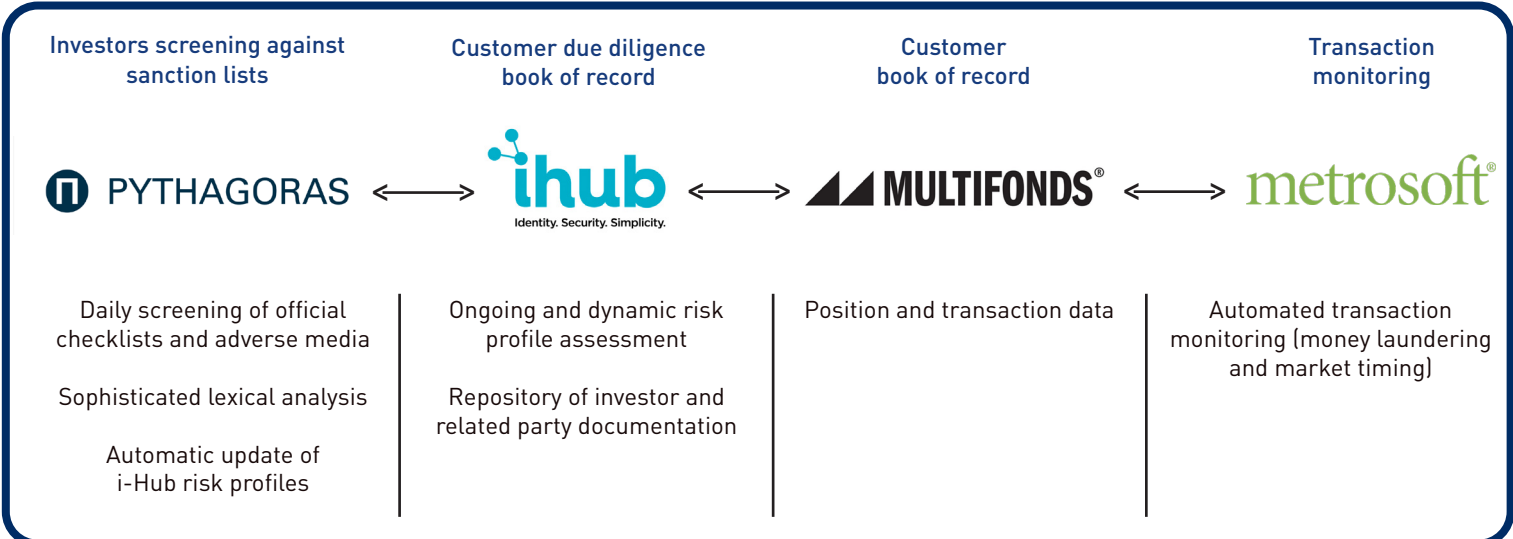 Investors screening against
sanction lists
Customer due diligence
book of record
Customer
book of record
Transaction
monitoring
PYTHAGORAS
ihub
Identity. Security. Simplicity.
MULTIFONDS®
metrosoft®
Daily screening of official
checklists and adverse media
Sophisticated lexical analysis
Automatic update of
i-Hub risk profiles
Ongoing and dynamic risk
profile assessment
Repository of investor and
related party documentation
Position and transaction data
Automated transaction
monitoring (money laundering
and market timing)